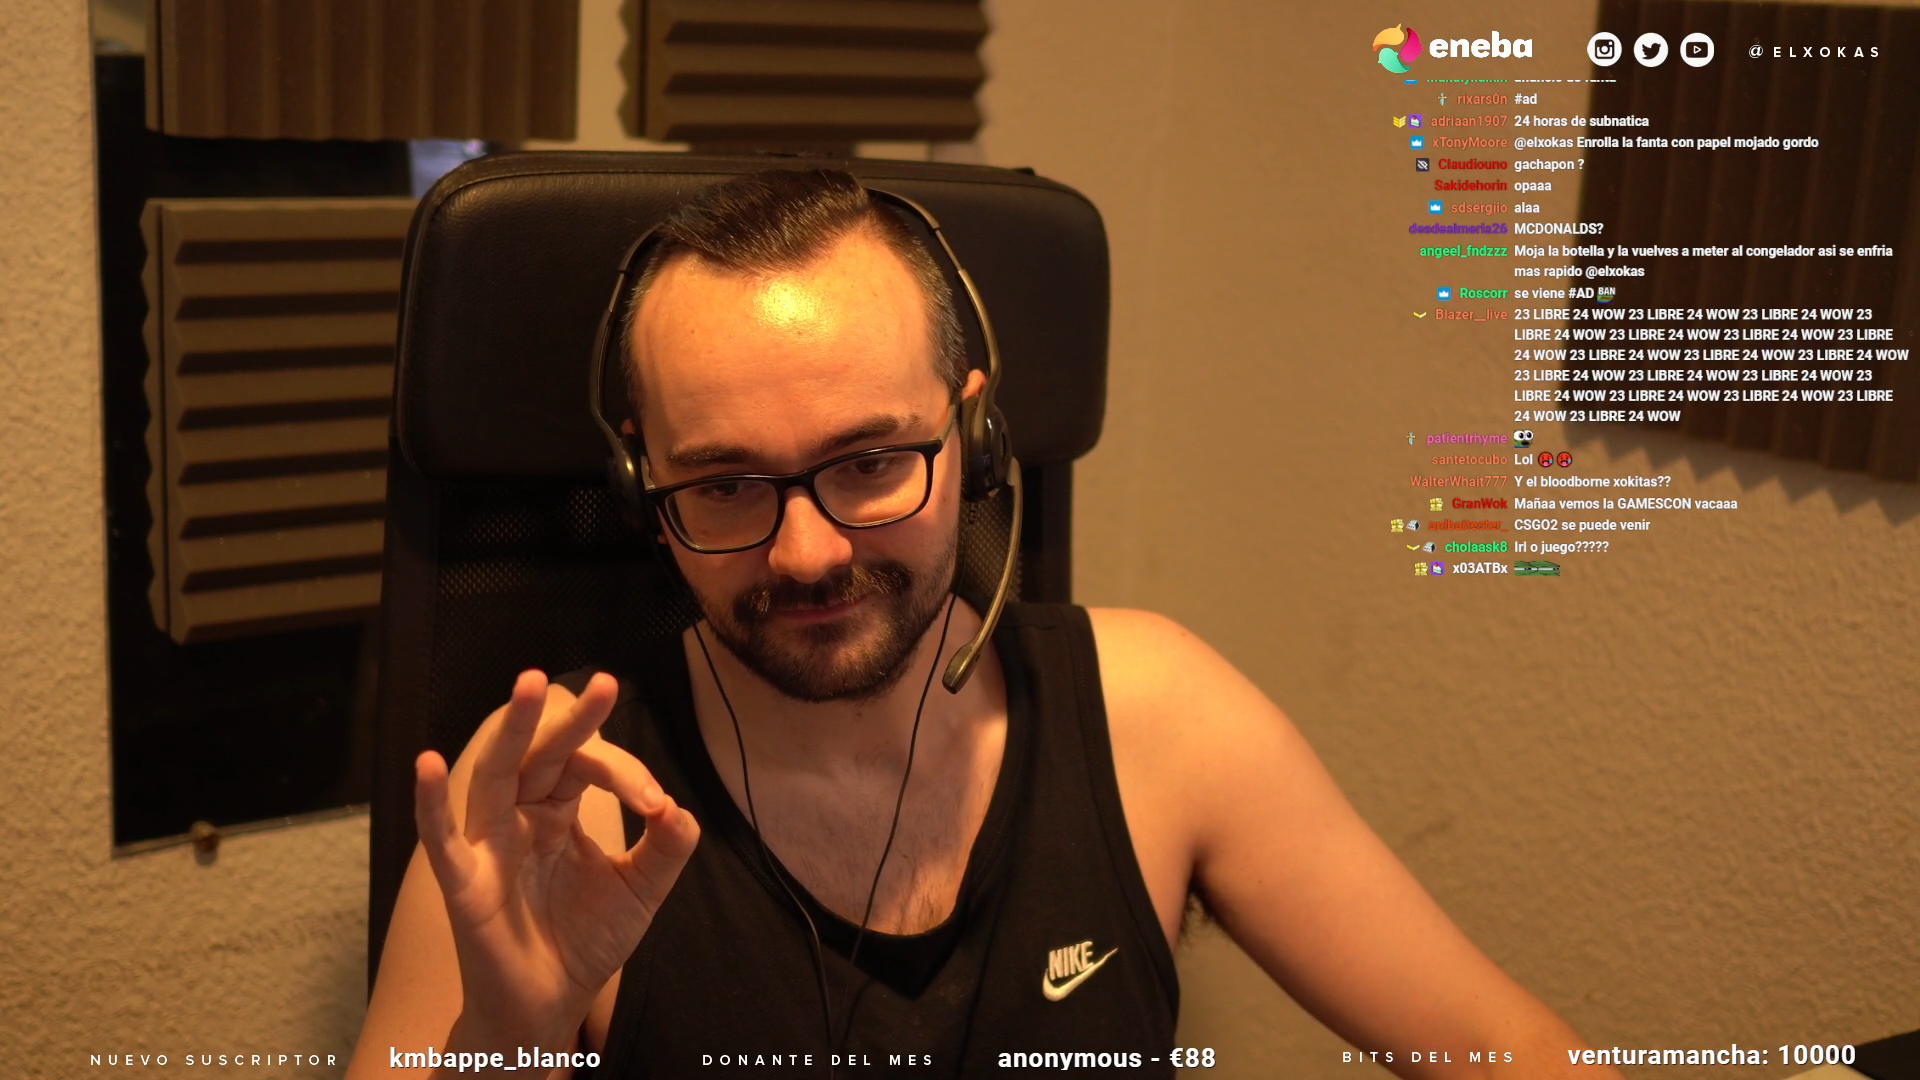 eneba
@ELXOKAS
rixars0n #ad
adriaan1907 24 horas de subnatica
xTonyMoore @elxokas Enrolla la fanta con papel mojado gordo
Claudiouno gachapon ?
Sakidehorin opaaa
sdsergiio alaa
desdealmeria26 MCDONALDS?
angeel_fndzzz Moja la botella y la vuelves a meter al congelador asi se enfria
mas rapido @elxokas
Roscorr se viene #AD BAN
Blazer__live 23 LIBRE 24 WOW 23 LIBRE 24 WOW 23 LIBRE 24 WOW 23
LIBRE 24 WOW 23 LIBRE 24 WOW 23 LIBRE 24 WOW 23 LIBRE
24 WOW 23 LIBRE 24 WOW 23 LIBRE 24 WOW 23 LIBRE 24 WOW
23 LIBRE 24 WOW 23 LIBRE 24 WOW 23 LIBRE 24 WOW 23
LIBRE 24 WOW 23 LIBRE 24 WOW 23 LIBRE 24 WOW 23 LIBRE
24 WOW 23 LIBRE 24 WOW
patientrhyme
santetocubo Lol
WalterWhait777 Y el bloodborne xokitas??
GranWok Mañaa vemos la GAMESCON vacaaa
CSGO2 se puede venir
cholaask8 Irl o juego?????
x03ATBx
NIKE
NUEVO SUSCRIPTOR kmbappe_blanco DONANTE DEL MES anonymous - €88 BITS DEL MES venturamancha: 10000